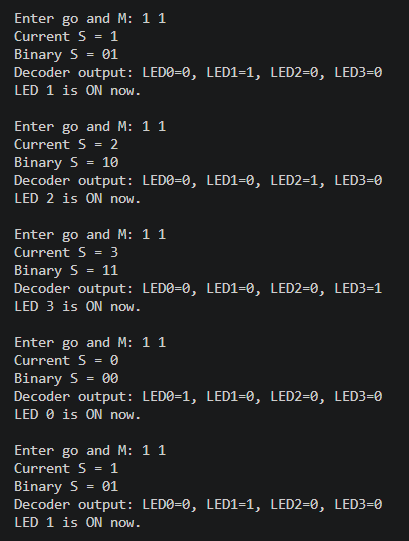 Enter go and M: 1 1
Current S = 1
Binary S = 01
Decoder output: LED0=0, LED1=1, LED2=0, LED3=0
LED 1 is ON now.
Enter go and M: 1 1
Current S = 2
Binary S = 10
Decoder output: LED0=0, LED1=0, LED2=1, LED3=0
LED 2 is ON now.
Enter go and M: 1 1
Current S = 3
Binary S = 11
Decoder output: LED0=0, LED1=0, LED2=0, LED3=1
LED 3 is ON now.
Enter go and M: 1 1
Current S = 0
Binary S = 00
Decoder output: LED0=1, LED1=0, LED2=0, LED3=0
LED 0 is ON now.
Enter go and M: 1 1
Current S = 1
Binary S = 01
Decoder output: LED0=0, LED1=1, LED2=0, LED3=0
LED 1 is ON now.